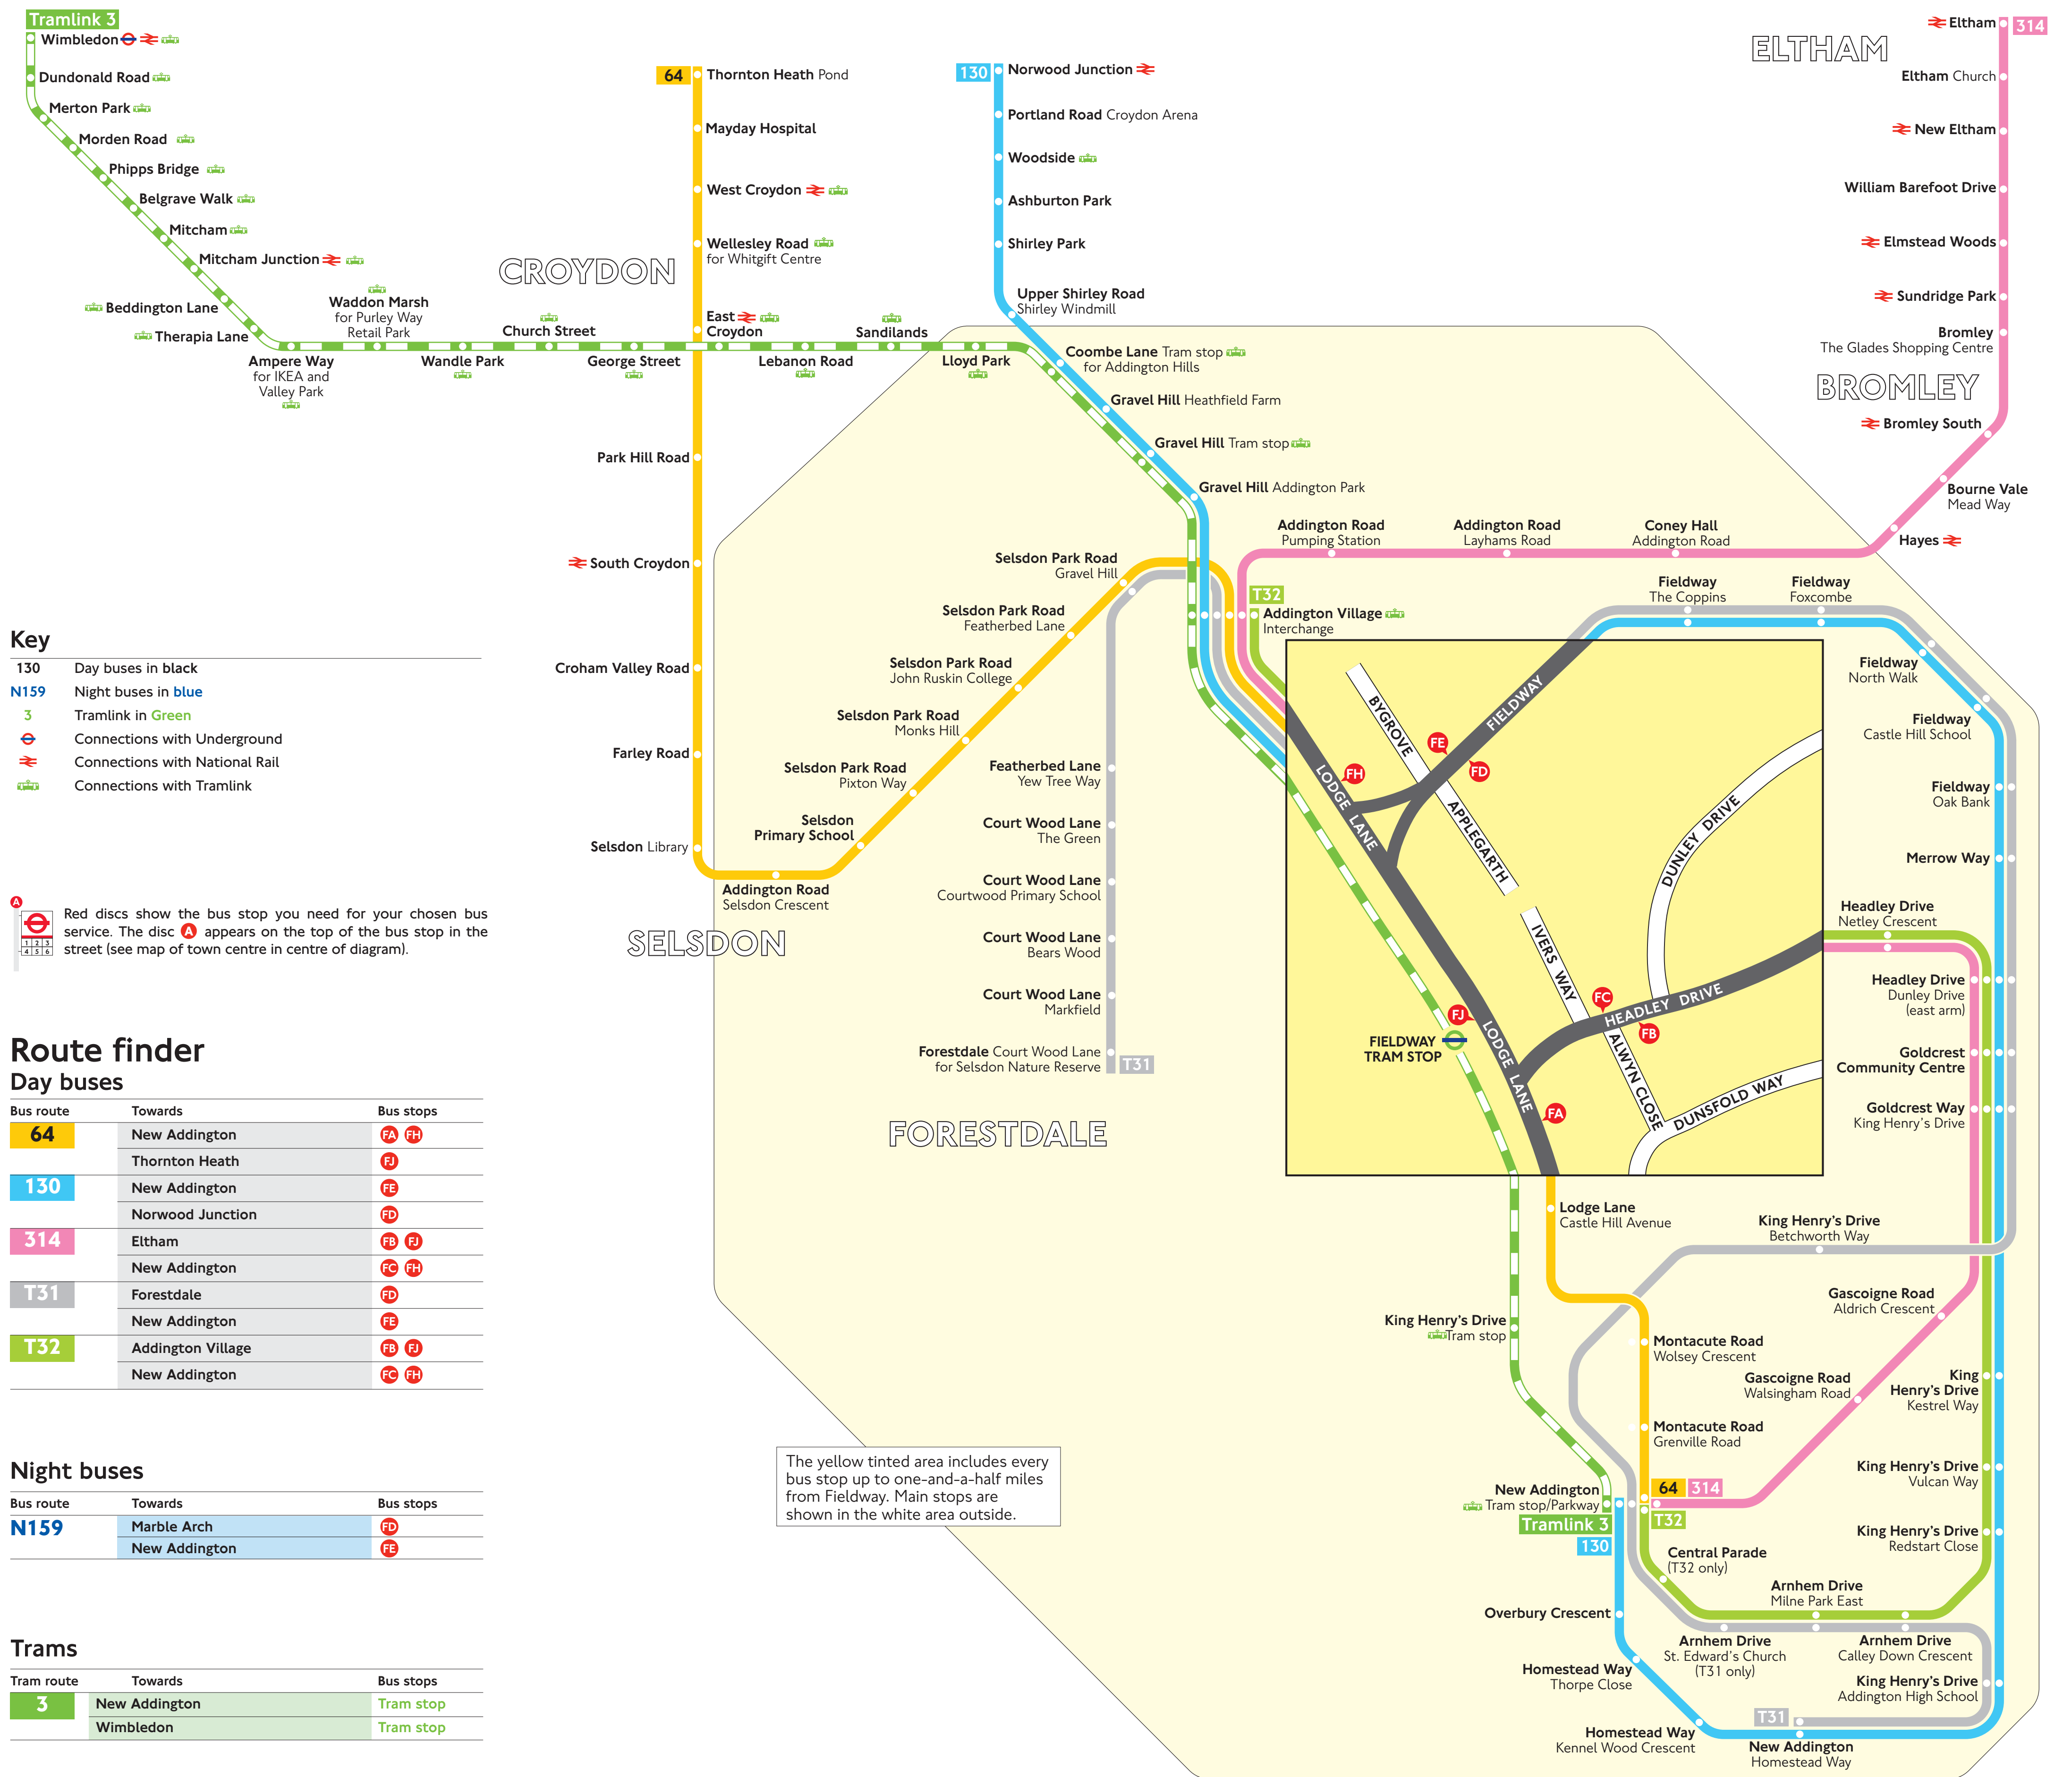 Tramlink 3
Wimbledon
Dundonald Road
Merton Park
Morden Road
Phipps Bridge
Belgrave Walk
Mitcham
Mitcham Junction
Beddington Lane
Therapia Lane
Ampere Way
for IKEA and
Valley Park
Waddon Marsh
for Purley Way
Retail Park
Wandle Park
Church Street
George Street
CROYDON
64
Thornton Heath Pond
Mayday Hospital
West Croydon
Wellesley Road
for Whitgift Centre
East
Croydon
Lebanon Road
Sandilands
Lloyd Park
Park Hill Road
South Croydon
Croham Valley Road
Farley Road
Selsdon Library
Addington Road
Selsdon Crescent
SELSDON
Selsdon
Primary School
Selsdon Park Road
Pixton Way
Selsdon Park Road
Monks Hill
Selsdon Park Road
John Ruskin College
Selsdon Park Road
Featherbed Lane
Selsdon Park Road
Gravel Hill
130
Norwood Junction
Portland Road Croydon Arena
Woodside
Ashburton Park
Shirley Park
Upper Shirley Road
Shirley Windmill
Coombe Lane Tram stop
for Addington Hills
Gravel Hill Heathfield Farm
Gravel Hill Tram stop
Gravel Hill Addington Park
ELTHAM
Eltham
314
Eltham Church
New Eltham
William Barefoot Drive
Elmstead Woods
Sundridge Park
Bromley
The Glades Shopping Centre
BROMLEY
Bromley South
Bourne Vale
Mead Way
Hayes
Coney Hall
Addington Road
Addington Road
Layhams Road
Addington Road
Pumping Station
T32
Addington Village
Interchange
Fieldway
The Coppins
Fieldway
Foxcombe
Fieldway
North Walk
Fieldway
Castle Hill School
Fieldway
Oak Bank
Merrow Way
Headley Drive
Netley Crescent
Headley Drive
Dunley Drive
(east arm)
Goldcrest
Community Centre
Goldcrest Way
King Henry's Drive
Featherbed Lane
Yew Tree Way
Court Wood Lane
The Green
Court Wood Lane
Courtwood Primary School
Court Wood Lane
Bears Wood
Court Wood Lane
Markfield
Forestdale Court Wood Lane
for Selsdon Nature Reserve
T31
FORESTDALE
BYGROVE
FIELDWAY
FE
FD
FH
LODGE LANE
APPLEGARTH
DUNLEY DRIVE
IVERS WAY
FC
HEADLEY DRIVE
FB
FJ
FIELDWAY
TRAM STOP
LODGE LANE
ALWYN CLOSE
DUNSFOLD WAY
FA
Lodge Lane
Castle Hill Avenue
King Henry's Drive
Betchworth Way
King Henry's Drive
Tram stop
Gascoigne Road
Aldrich Crescent
Montacute Road
Wolsey Crescent
Gascoigne Road
Walsingham Road
King
Henry's Drive
Kestrel Way
Montacute Road
Grenville Road
King Henry's Drive
Vulcan Way
New Addington
Tram stop/Parkway
64
314
Tramlink 3
T32
130
King Henry's Drive
Redstart Close
Central Parade
(T32 only)
Arnhem Drive
Milne Park East
Overbury Crescent
Arnhem Drive
St. Edward's Church
(T31 only)
Arnhem Drive
Calley Down Crescent
Homestead Way
Thorpe Close
King Henry's Drive
Addington High School
T31
Homestead Way
Kennel Wood Crescent
New Addington
Homestead Way
The yellow tinted area includes every
bus stop up to one-and-a-half miles
from Fieldway. Main stops are
shown in the white area outside.
Key
130 Day buses in black
N159 Night buses in blue
3 Tramlink in Green
Connections with Underground
Connections with National Rail
Connections with Tramlink
A
1 2 3
4 5 6
Red discs show the bus stop you need for your chosen bus
service. The disc A appears on the top of the bus stop in the
street (see map of town centre in centre of diagram).
Route finder
Day buses
Bus route Towards Bus stops
64 New Addington FA FH
Thornton Heath FJ
130 New Addington FE
Norwood Junction FD
314 Eltham FB FJ
New Addington FC FH
T31 Forestdale FD
New Addington FE
T32 Addington Village FB FJ
New Addington FC FH
Night buses
Bus route Towards Bus stops
N159 Marble Arch FD
New Addington FE
Trams
Tram route Towards Bus stops
3 New Addington Tram stop
Wimbledon Tram stop